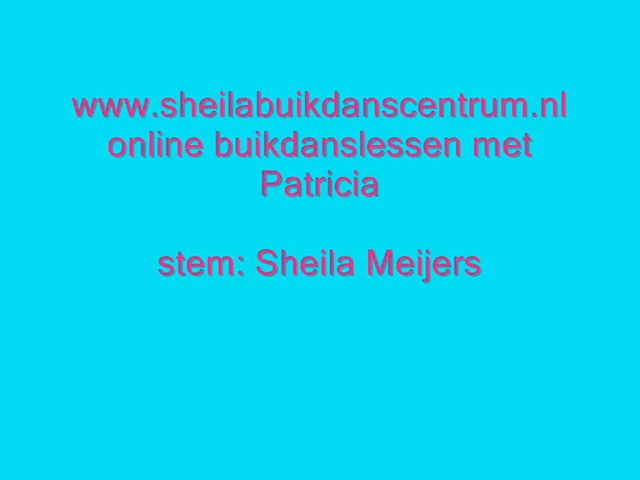 www.sheilabuikdanscentrum.nl
online buikdanslessen met
Patricia
stem: Sheila Meijers